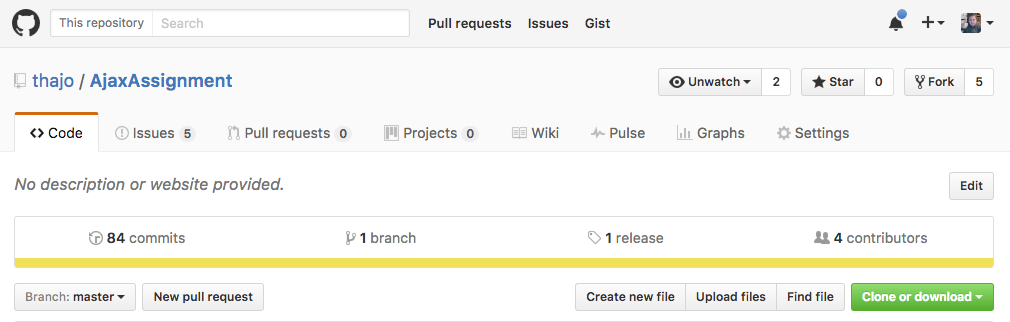 This repository Search Pull requests Issues Gist
thajo / AjaxAssignment Unwatch 2 Star 0 Fork 5
Code Issues 5 Pull requests 0 Projects 0 Wiki Pulse Graphs Settings
No description or website provided. Edit
84 commits 1 branch 1 release 4 contributors
Branch: master New pull request Create new file Upload files Find file Clone or download